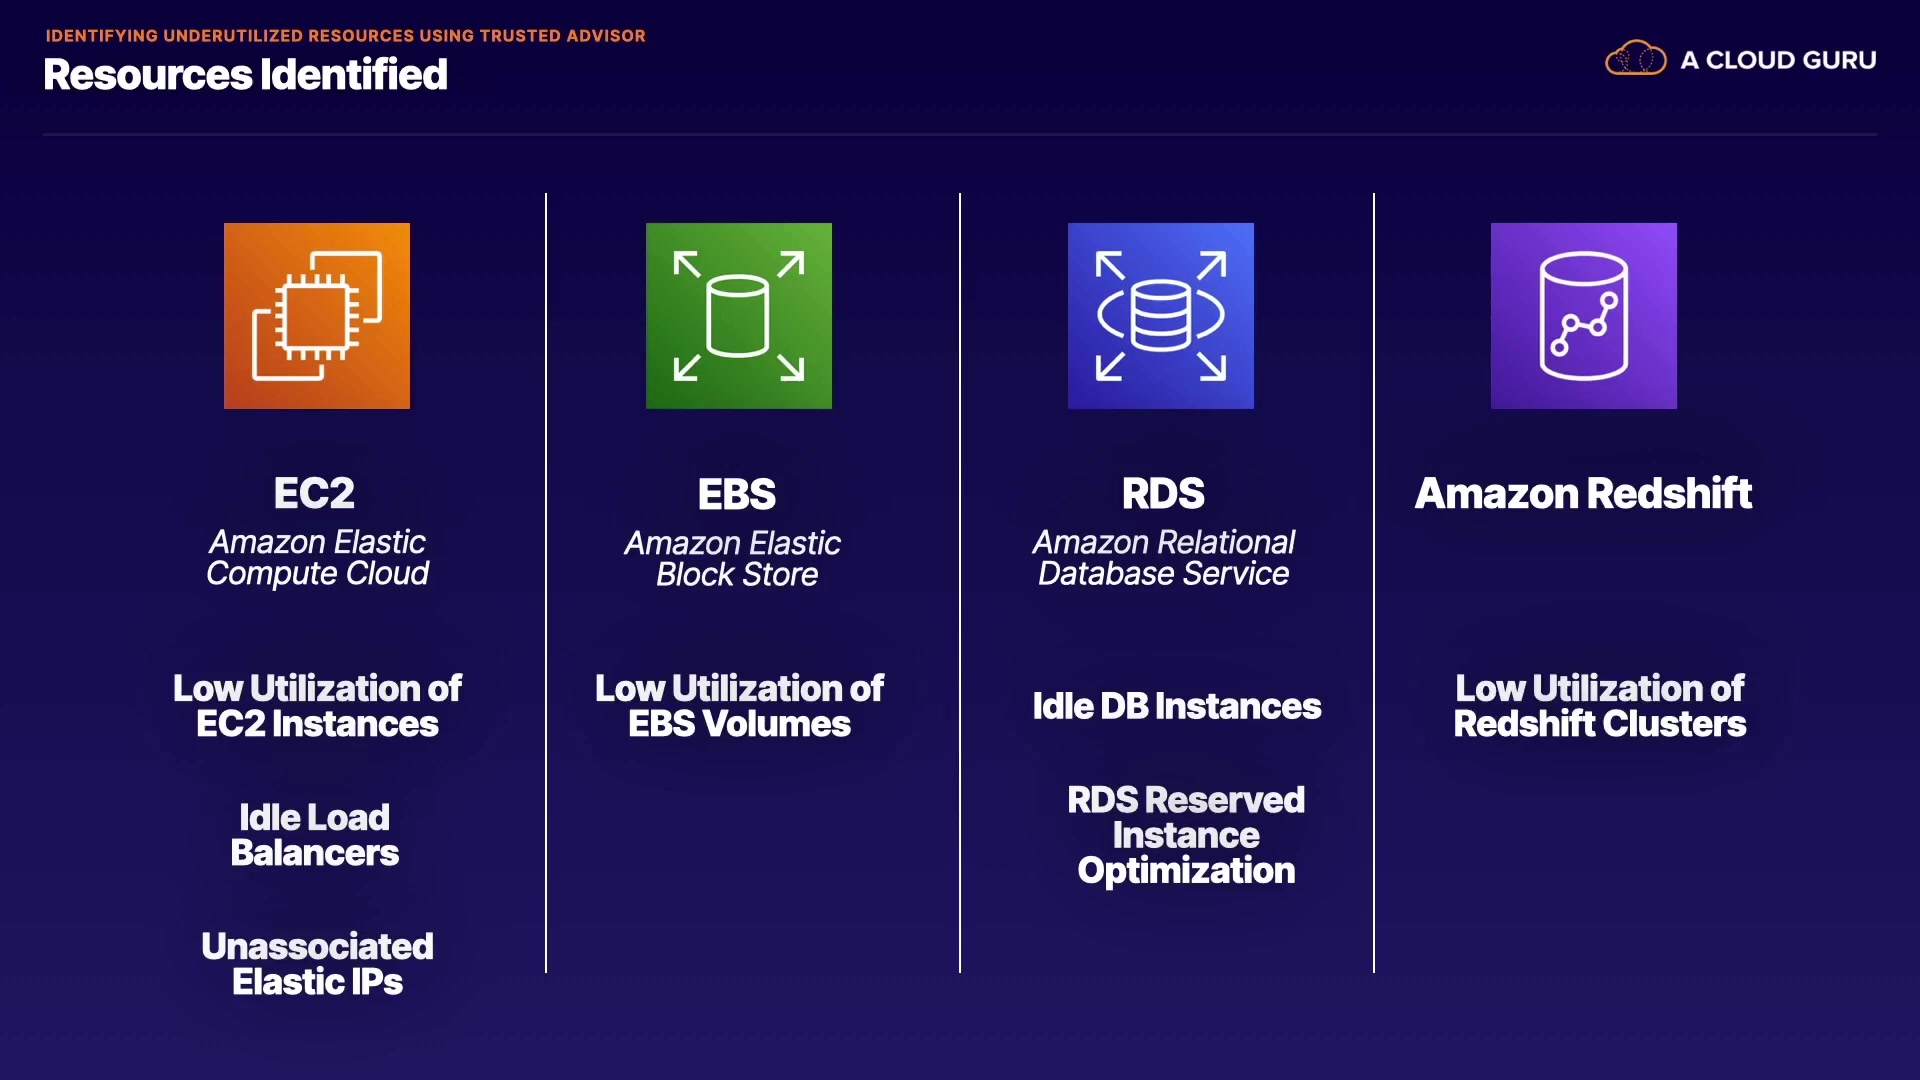 IDENTIFYING UNDERUTILIZED RESOURCES USING TRUSTED ADVISOR
Resources Identified
A CLOUD GURU
EC2
Amazon Elastic
Compute Cloud
Low Utilization of
EC2 Instances
Idle Load
Balancers
Unassociated
Elastic IPs
EBS
Amazon Elastic
Block Store
Low Utilization of
EBS Volumes
RDS
Amazon Relational
Database Service
Idle DB Instances
RDS Reserved
Instance
Optimization
Amazon Redshift
Low Utilization of
Redshift Clusters